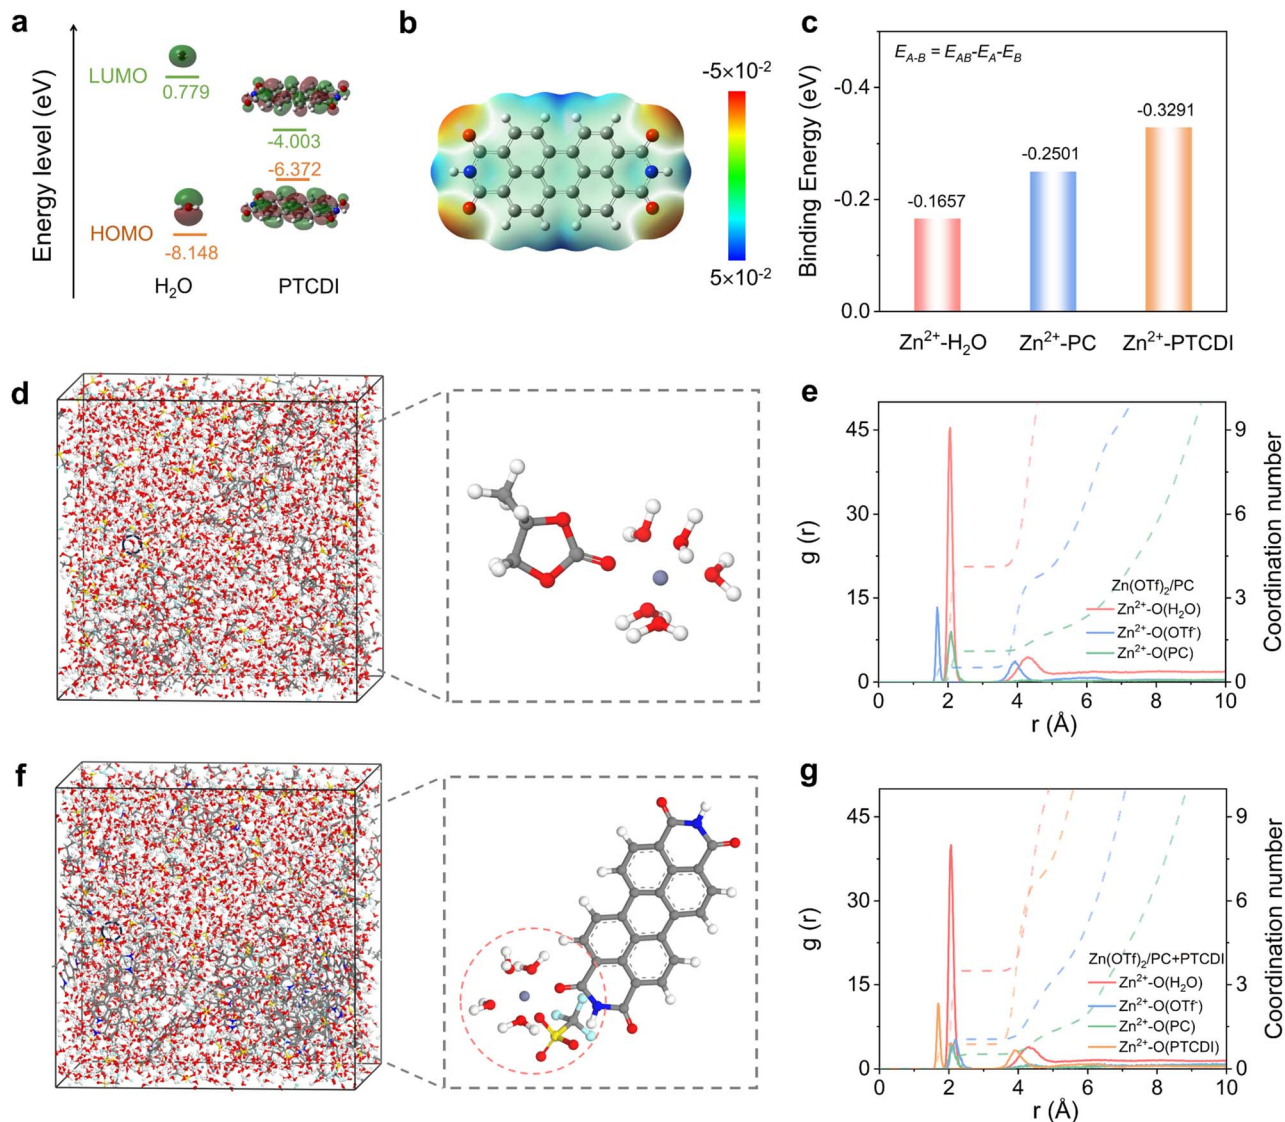 a
Energy level (eV)
LUMO
0.779
-4.003
-6.372
HOMO
-8.148
H₂O
PTCDI
b
-5×10⁻²
5×10⁻²
c
E_A-B = E_AB-E_A-E_B
Binding Energy (eV)
-0.4
-0.2
0.0
-0.1657
-0.2501
-0.3291
Zn²⁺-H₂O
Zn²⁺-PC
Zn²⁺-PTCDI
d
e
g (r)
45
30
15
0
9
6
3
0
Coordination number
Zn(OTf)₂/PC
Zn²⁺-O(H₂O)
Zn²⁺-O(OTf⁻)
Zn²⁺-O(PC)
0 2 4 6 8 10
r (Å)
f
g
g (r)
45
30
15
0
9
6
3
0
Coordination number
Zn(OTf)₂/PC+PTCDI
Zn²⁺-O(H₂O)
Zn²⁺-O(OTf⁻)
Zn²⁺-O(PC)
Zn²⁺-O(PTCDI)
0 2 4 6 8 10
r (Å)